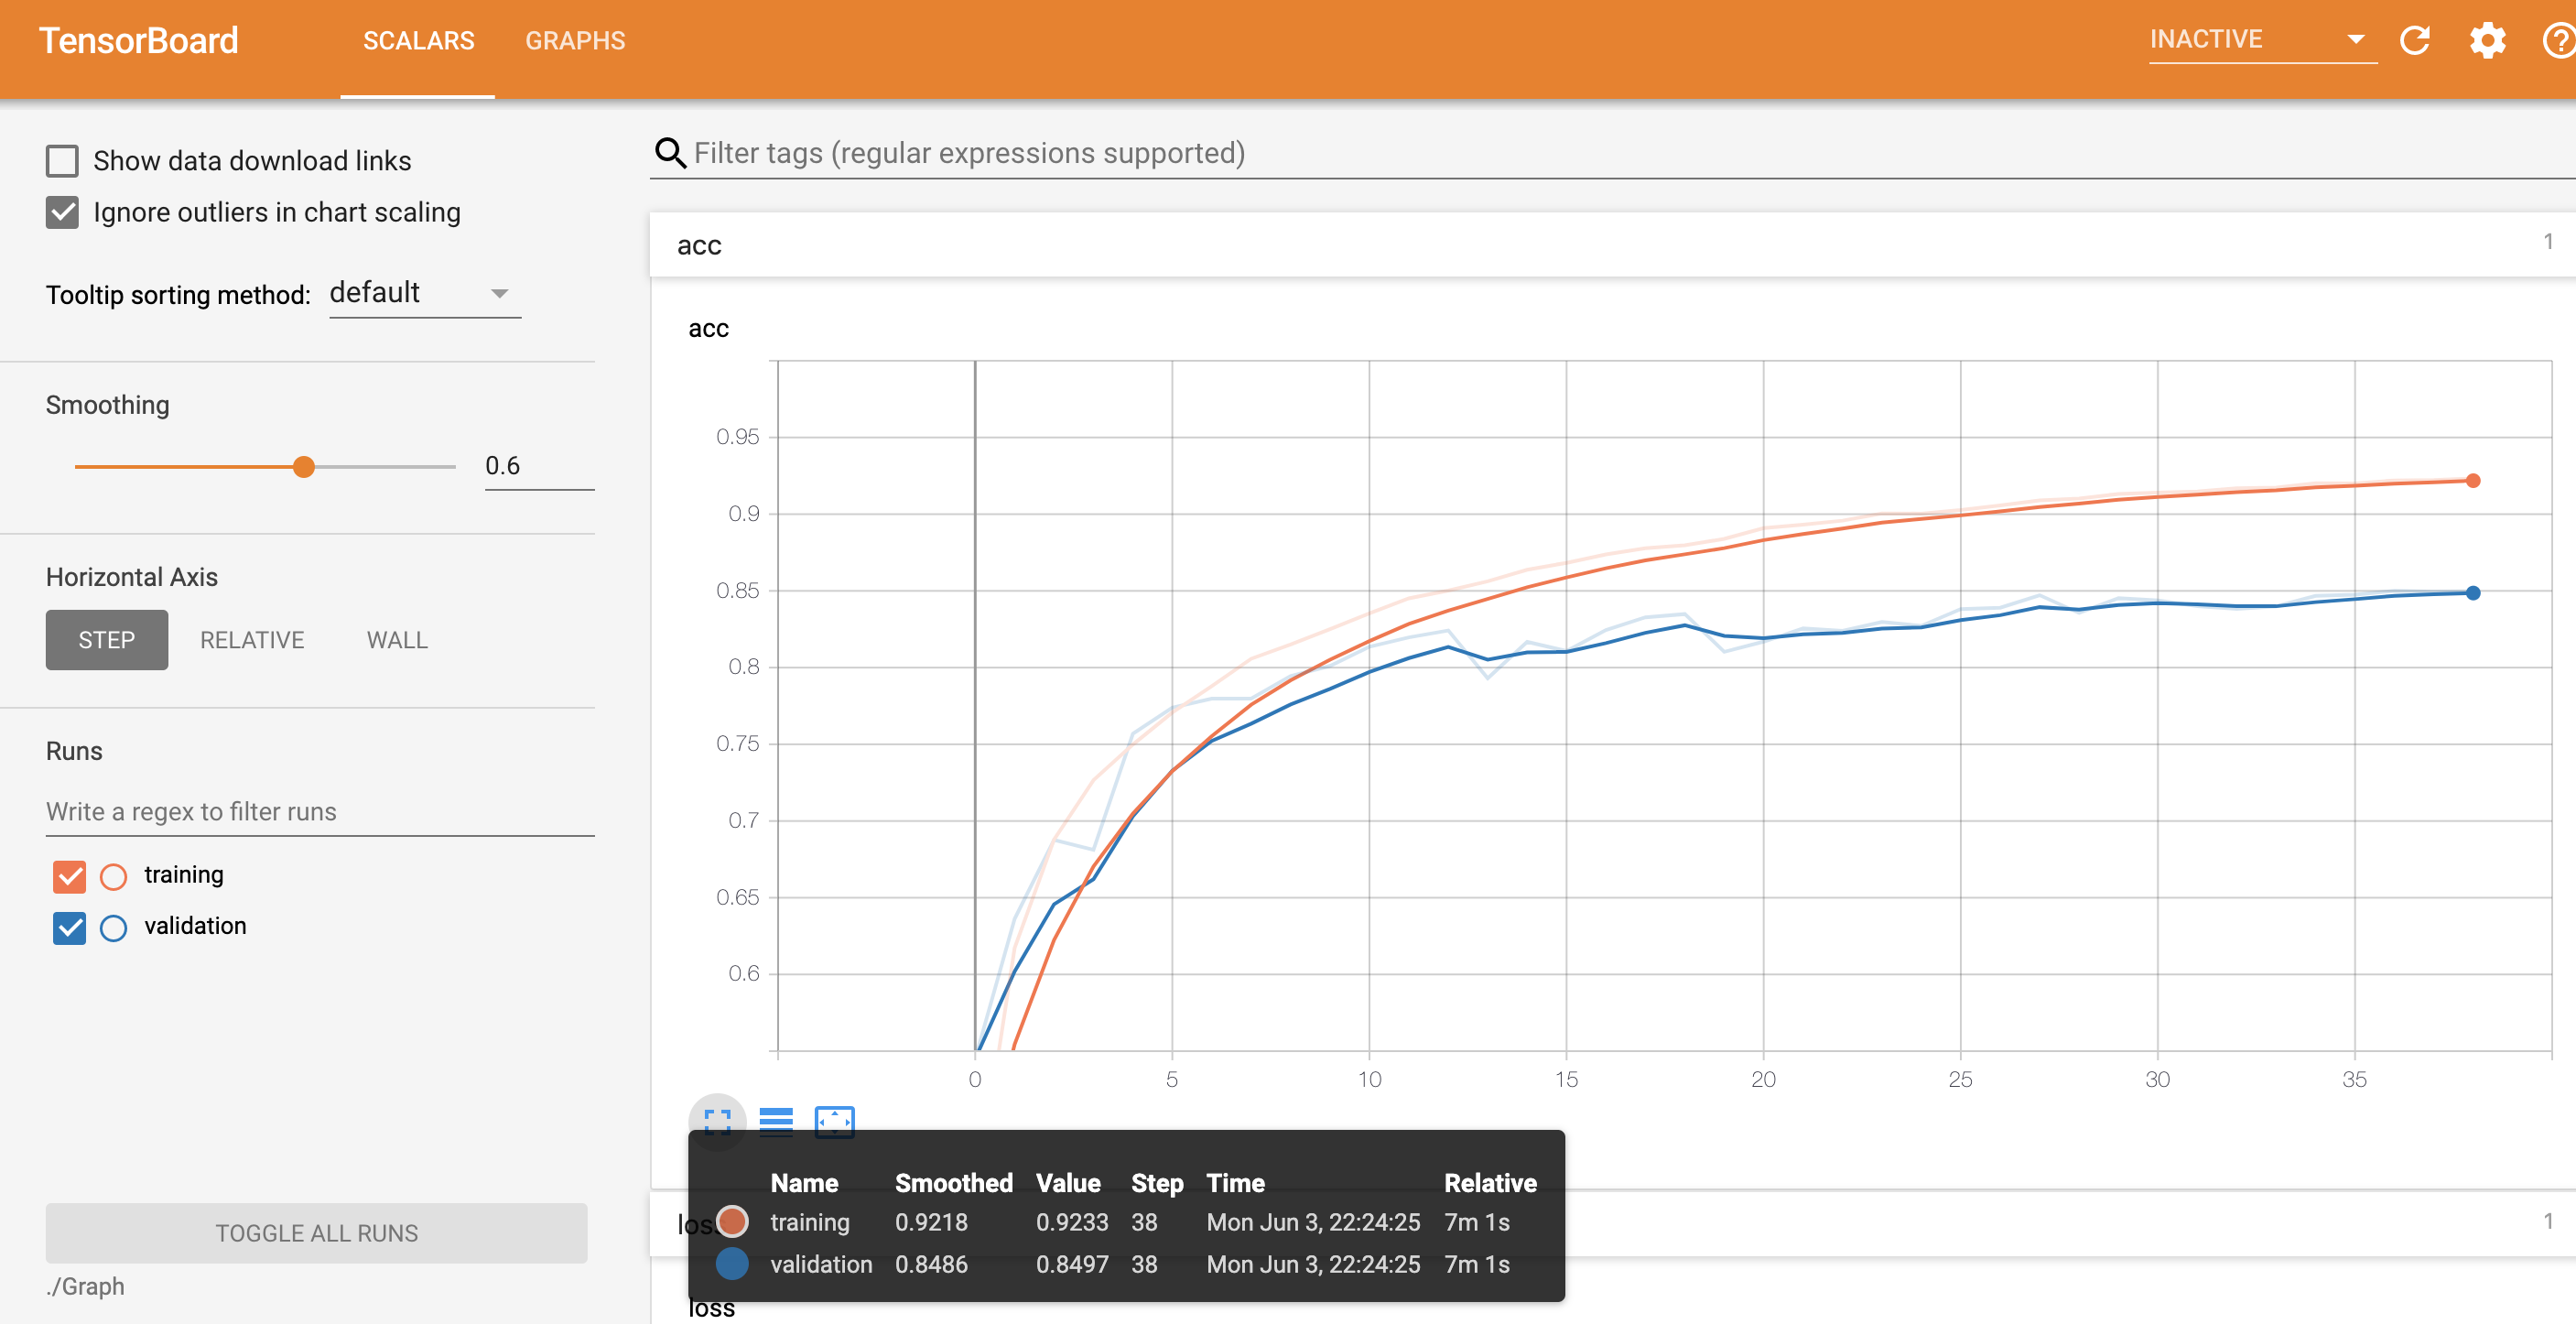 TensorBoard SCALARS GRAPHS INACTIVE
Show data download links
Ignore outliers in chart scaling
Tooltip sorting method: default
Smoothing
0.6
Horizontal Axis
STEP RELATIVE WALL
Runs
Write a regex to filter runs
training
validation
TOGGLE ALL RUNS
./Graph
Filter tags (regular expressions supported)
acc 1
acc
0.95
0.9
0.85
0.8
0.75
0.7
0.65
0.6
0 5 10 15 20 25 30 35
Name Smoothed Value Step Time Relative
training 0.9218 0.9233 38 Mon Jun 3, 22:24:25 7m 1s
validation 0.8486 0.8497 38 Mon Jun 3, 22:24:25 7m 1s
loss 1
loss